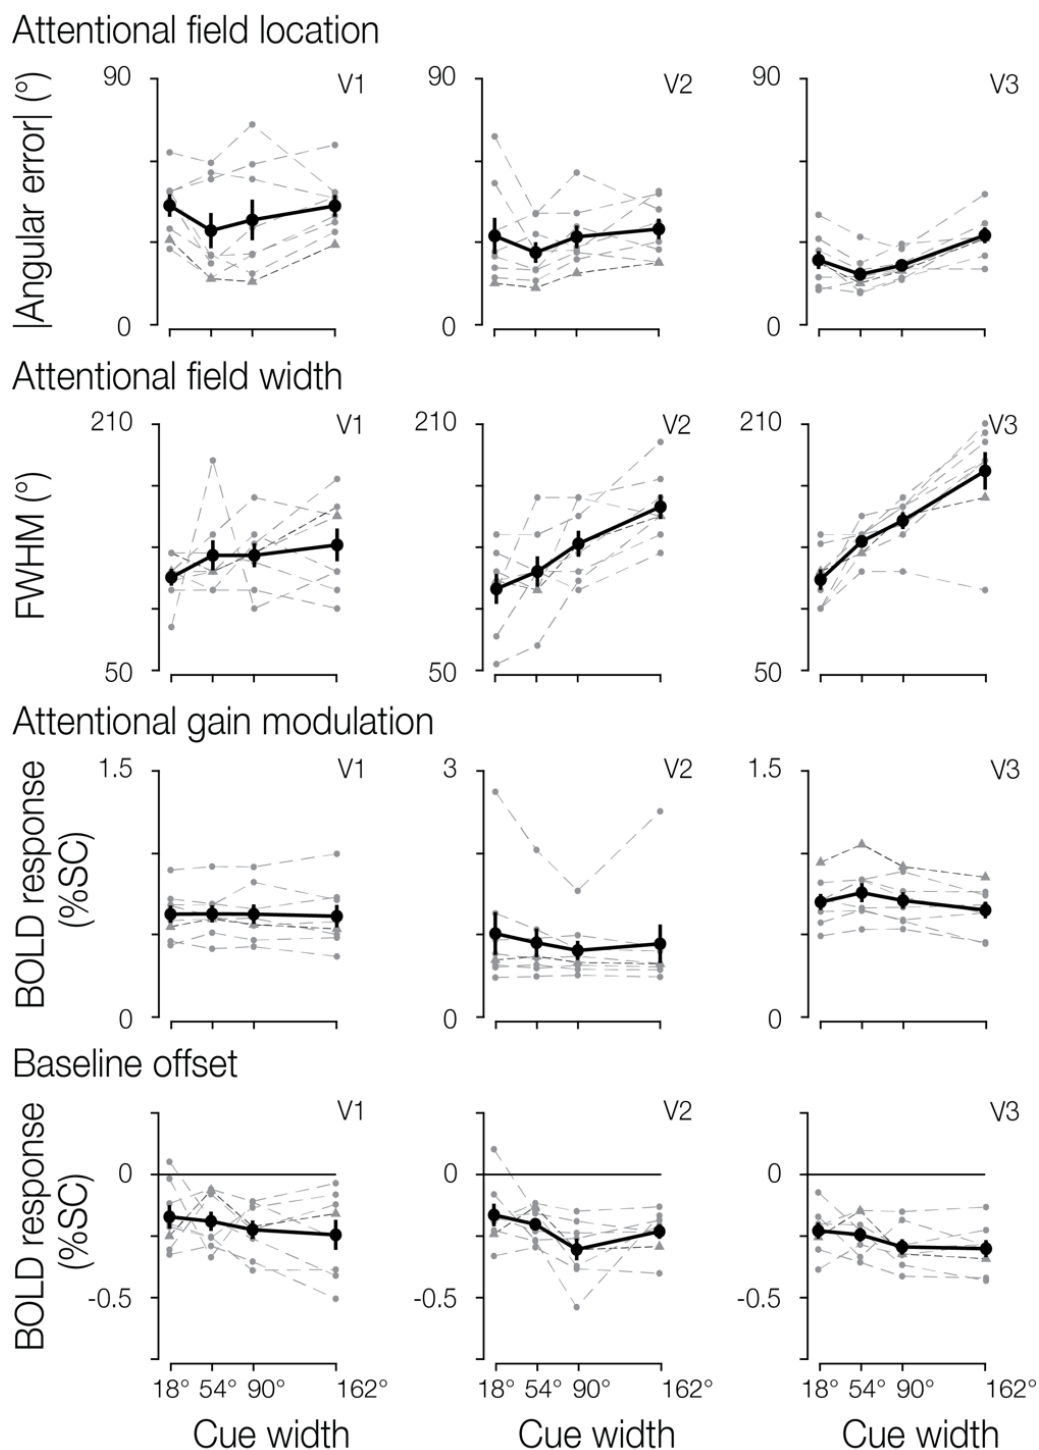 Attentional field location
|Angular error| (°)
90
0
V1
90
0
V2
90
0
V3
Attentional field width
FWHM (°)
210
50
V1
210
50
V2
210
50
V3
Attentional gain modulation
BOLD response
(%SC)
1.5
0
V1
3
0
V2
1.5
0
V3
Baseline offset
BOLD response
(%SC)
0
-0.5
V1
0
-0.5
V2
0
-0.5
V3
18° 54° 90° 162°
18° 54° 90° 162°
18° 54° 90° 162°
Cue width
Cue width
Cue width